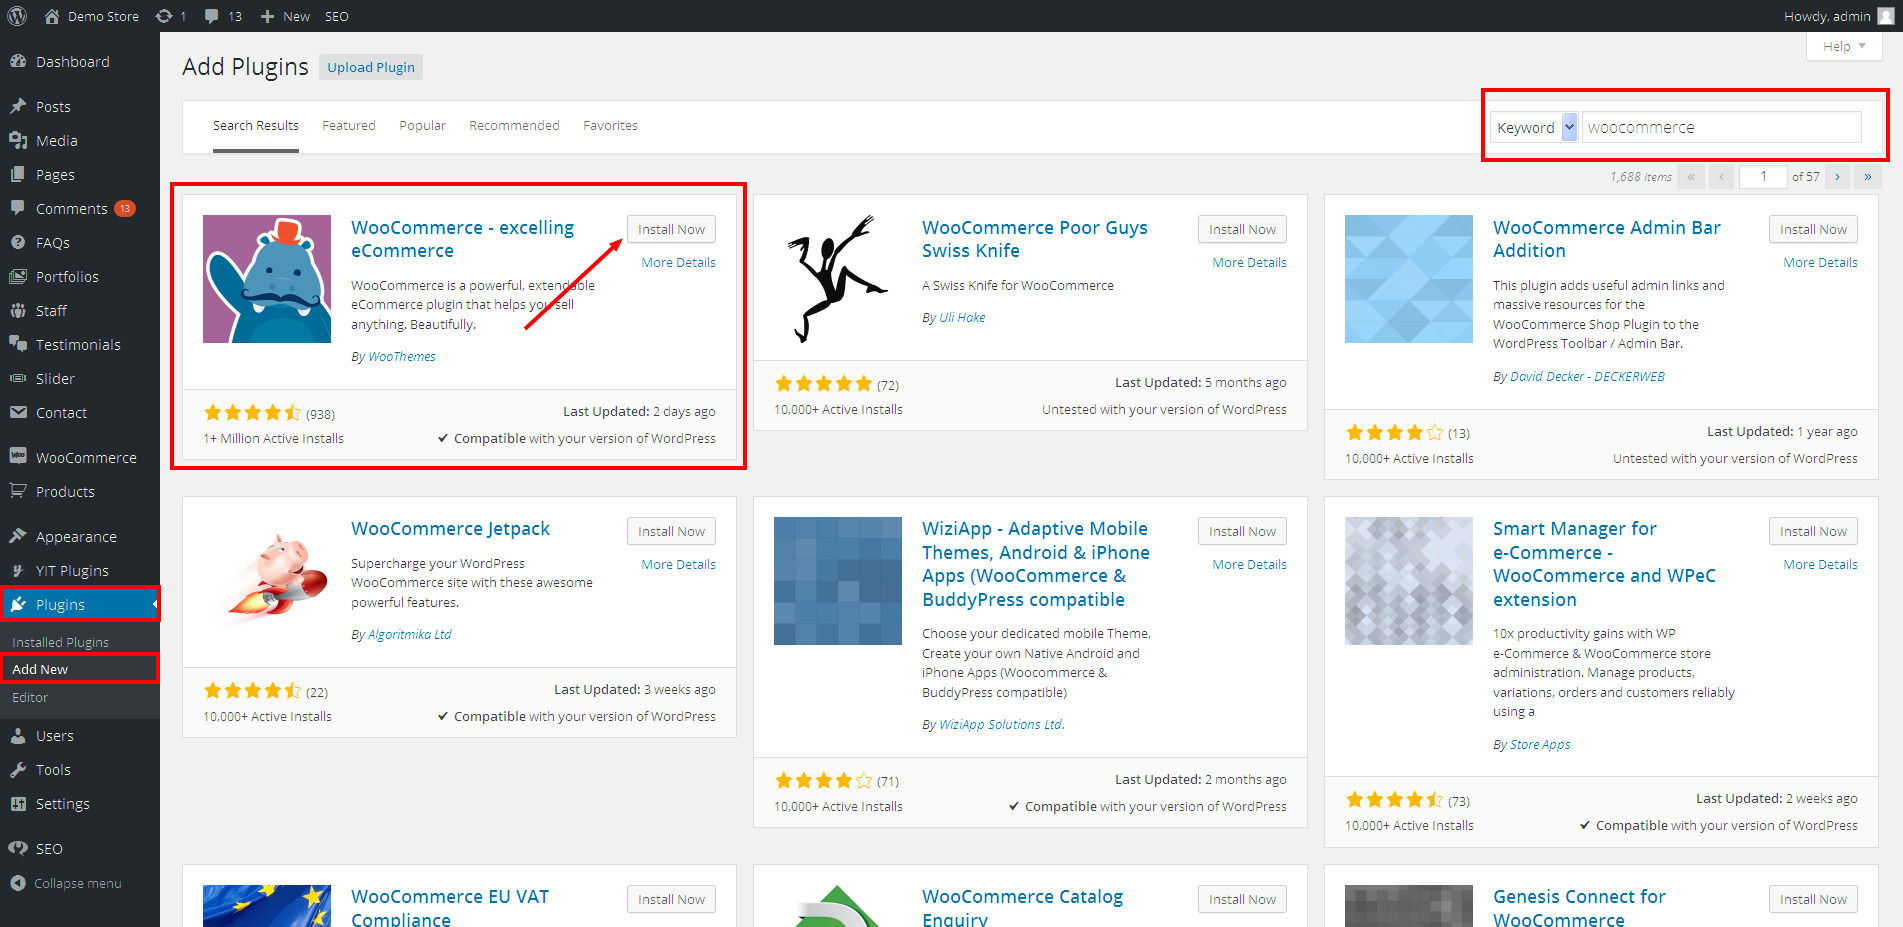 Demo Store
1
13
New
SEO
Howdy, admin
Dashboard
Posts
Media
Pages
Comments 13
FAQs
Portfolios
Staff
Testimonials
Slider
Contact
Woo WooCommerce
Products
Appearance
YIT Plugins
Plugins
Installed Plugins
Add New
Editor
Users
Tools
Settings
SEO
Collapse menu
Help
Add Plugins
Upload Plugin
Search Results
Featured
Popular
Recommended
Favorites
Keyword
woocommerce
1,688 items « ‹ 1 of 57 › »
WooCommerce - excelling
eCommerce
Install Now
More Details
WooCommerce is a powerful, extendable
eCommerce plugin that helps you sell
anything. Beautifully.
By WooThemes
(938)
Last Updated: 2 days ago
1+ Million Active Installs
✔ Compatible with your version of WordPress
WooCommerce Poor Guys
Swiss Knife
Install Now
More Details
A Swiss Knife for WooCommerce
By Uli Hake
(72)
Last Updated: 5 months ago
10,000+ Active Installs
Untested with your version of WordPress
WooCommerce Admin Bar
Addition
Install Now
More Details
This plugin adds useful admin links and
massive resources for the
WooCommerce Shop Plugin to the
WordPress Toolbar / Admin Bar.
By David Decker - DECKERWEB
(13)
Last Updated: 1 year ago
10,000+ Active Installs
Untested with your version of WordPress
WooCommerce Jetpack
Install Now
More Details
Supercharge your WordPress
WooCommerce site with these awesome
powerful features.
By Algoritmika Ltd
(22)
Last Updated: 3 weeks ago
10,000+ Active Installs
✔ Compatible with your version of WordPress
WiziApp - Adaptive Mobile
Themes, Android & iPhone
Apps (WooCommerce &
BuddyPress compatible
Install Now
More Details
Choose your dedicated mobile Theme,
Create your own Native Android and
iPhone Apps (Woocommerce &
BuddyPress compatible)
By WiziApp Solutions Ltd.
(71)
Last Updated: 2 months ago
10,000+ Active Installs
✔ Compatible with your version of WordPress
Smart Manager for
e-Commerce -
WooCommerce and WPeC
extension
Install Now
More Details
10x productivity gains with WP
e-Commerce & WooCommerce store
administration. Manage products,
variations, orders and customers reliably
using a
By Store Apps
(73)
Last Updated: 2 weeks ago
10,000+ Active Installs
✔ Compatible with your version of WordPress
WooCommerce EU VAT
Compliance
Install Now
WooCommerce Catalog
Enquiry
Install Now
Genesis Connect for
WooCommerce
Install Now